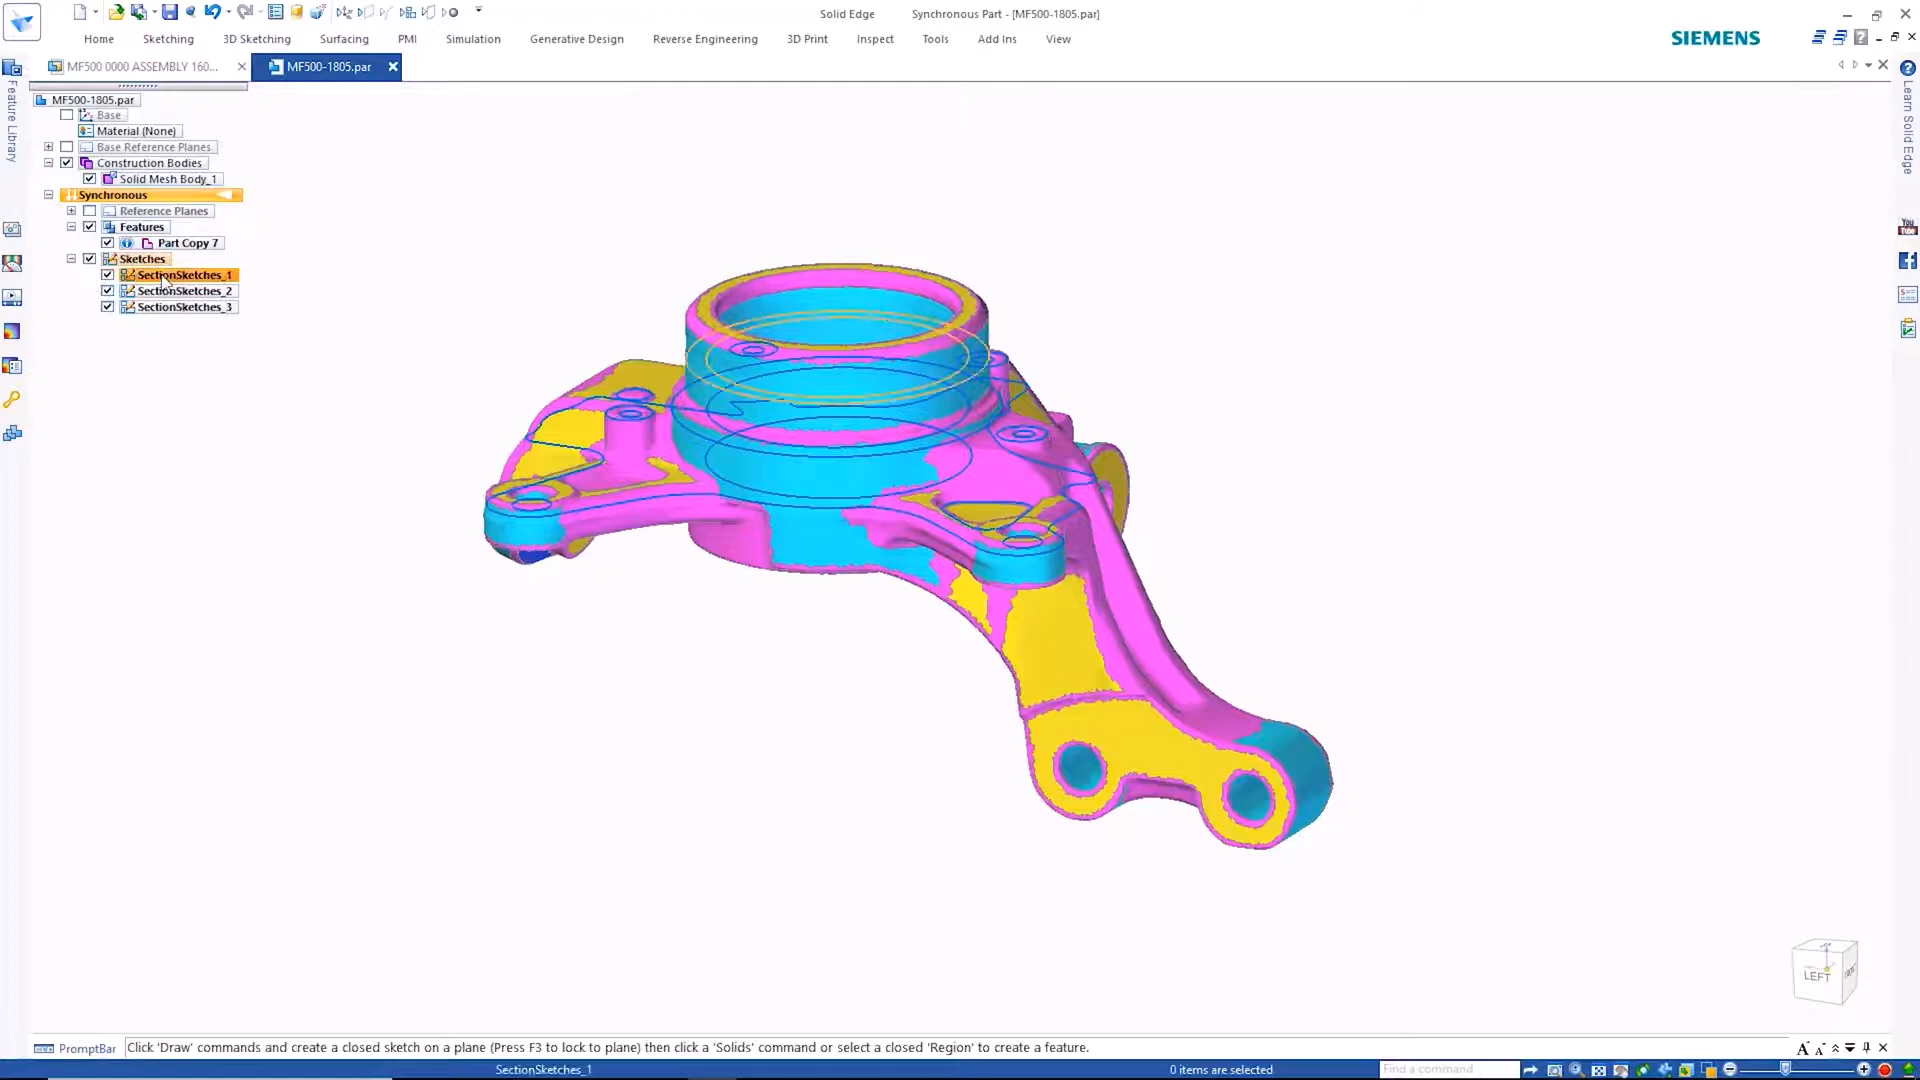 Solid Edge Synchronous Part - [MF500-1805.par]
Home Sketching 3D Sketching Surfacing PMI Simulation Generative Design Reverse Engineering 3D Print Inspect Tools Add Ins View
SIEMENS
MF500 0000 ASSEMBLY 160...
MF500-1805.par
Feature Library
Learn Solid Edge
MF500-1805.par
Base
Material (None)
Base Reference Planes
Construction Bodies
Solid Mesh Body_1
Synchronous
Reference Planes
Features
Part Copy 7
Sketches
SectionSketches_1
SectionSketches_2
SectionSketches_3
You
Tube
LEFT
PromptBar
Click 'Draw' commands and create a closed sketch on a plane (Press F3 to lock to plane) then click a 'Solids' command or select a closed 'Region' to create a feature.
SectionSketches_1
0 items are selected
Find a command